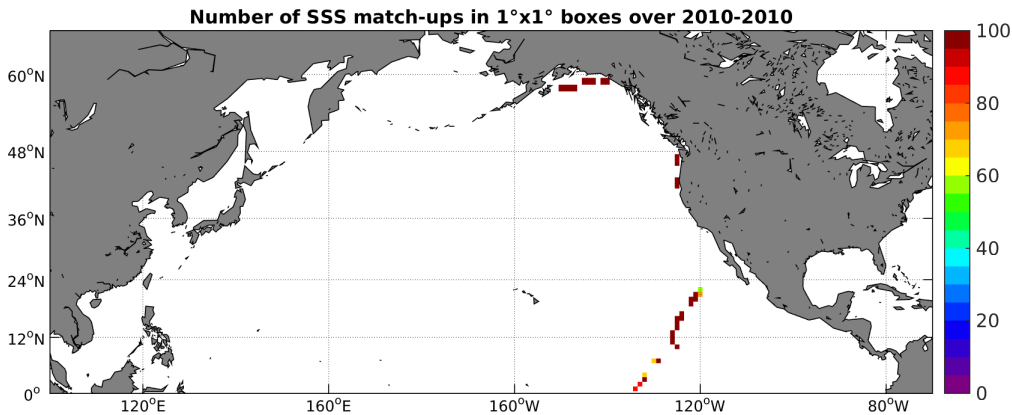 Number of SSS match-ups in 1°x1° boxes over 2010-2010
60°N
48°N
36°N
24°N
12°N
0°
120°E
160°E
160°W
120°W
80°W
100
80
60
40
20
0